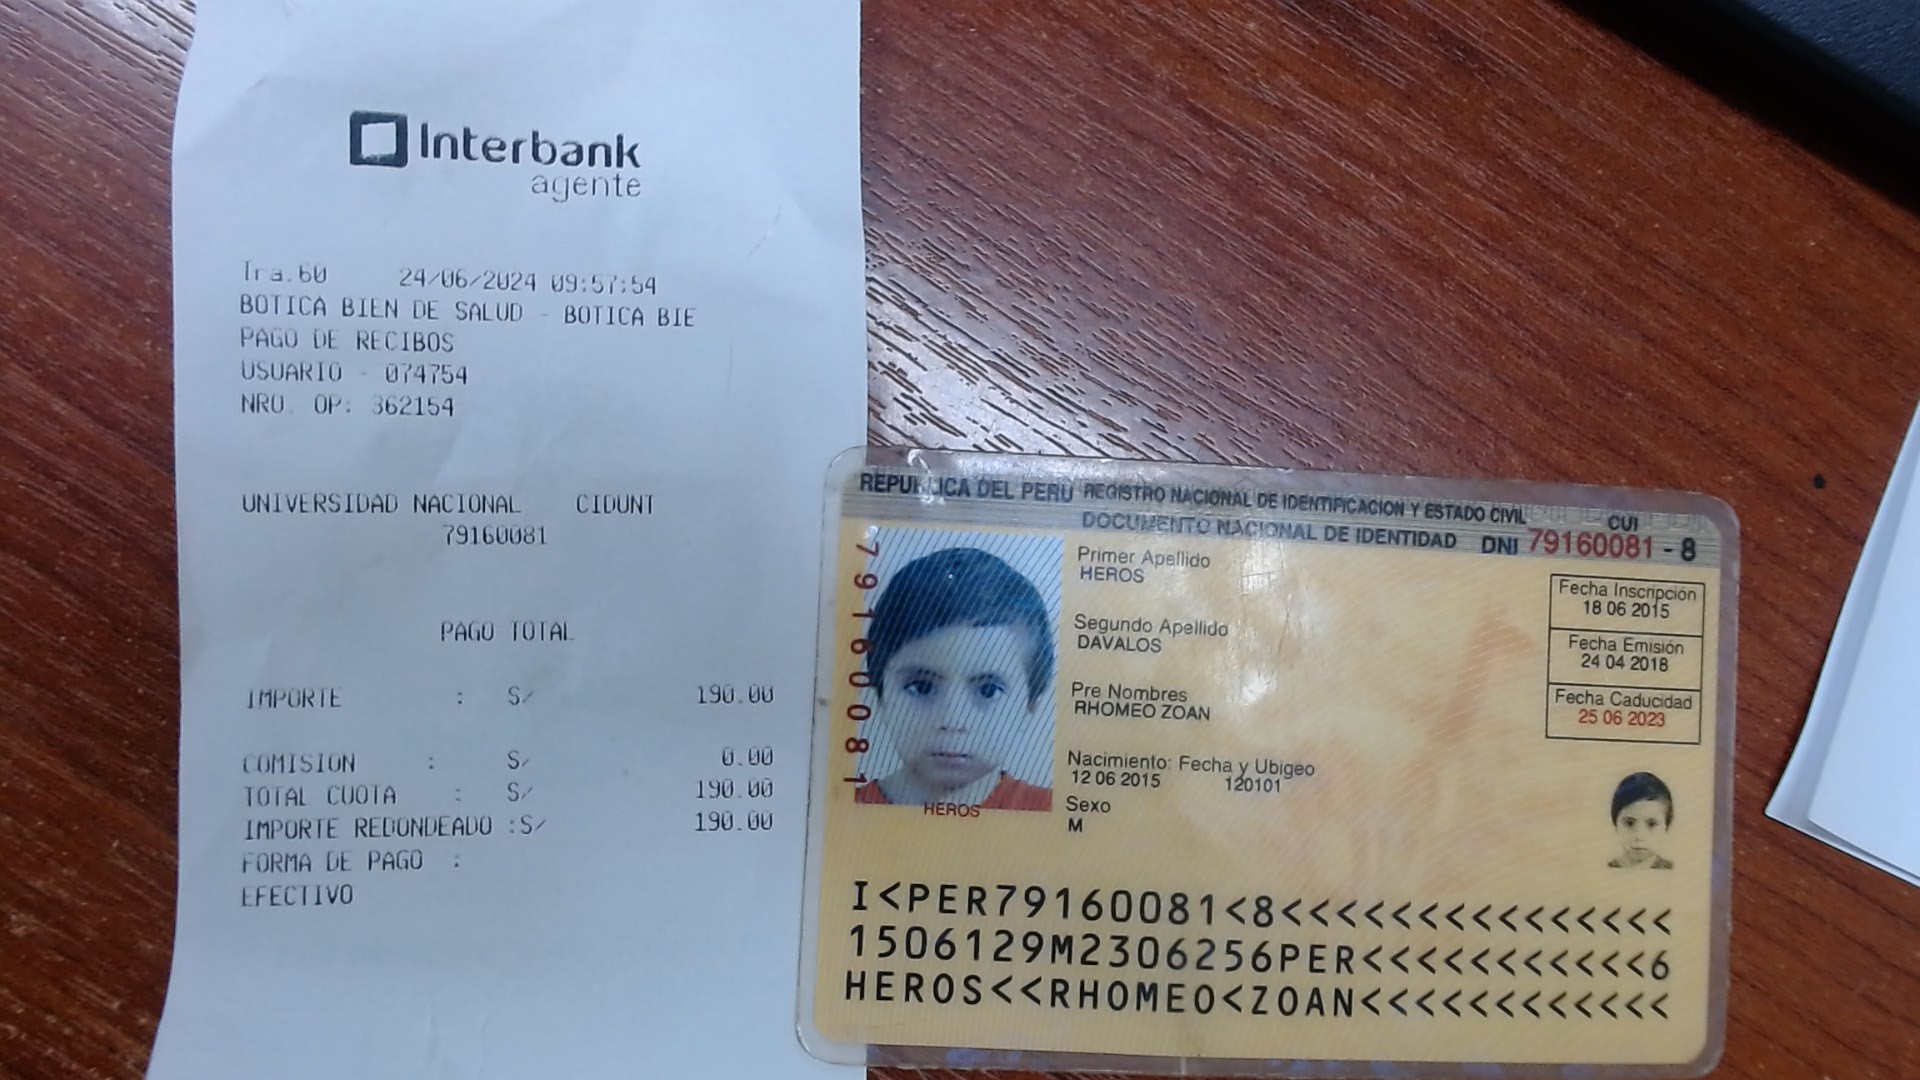 Interbank
agente
Tra.60 24/06/2024 09:57:54
BOTICA BIEN DE SALUD - BOTICA BIE
PAGO DE RECIBOS
USUARIO - 074754
NRO. OP: 362154
UNIVERSIDAD NACIONAL CIDUNT
79160081
PAGO TOTAL
IMPORTE : S/ 190.00
COMISION : S/ 0.00
TOTAL CUOTA : S/ 190.00
IMPORTE REDONDEADO :S/ 190.00
FORMA DE PAGO :
EFECTIVO
REPUBLICA DEL PERU REGISTRO NACIONAL DE IDENTIFICACION Y ESTADO CIVIL
CUI
DOCUMENTO NACIONAL DE IDENTIDAD DNI 79160081 - 8
79160081
Primer Apellido
HEROS
Segundo Apellido
DAVALOS
Pre Nombres
RHOMEO ZOAN
Nacimiento: Fecha y Ubigeo
12 06 2015 120101
Sexo
M
Fecha Inscripción
18 06 2015
Fecha Emisión
24 04 2018
Fecha Caducidad
25 06 2023
HEROS
I<PER79160081<8<<<<<<<<<<<<<<<
1506129M2306256PER<<<<<<<<<<<6
HEROS<<RHOMEO<ZOAN<<<<<<<<<<<<